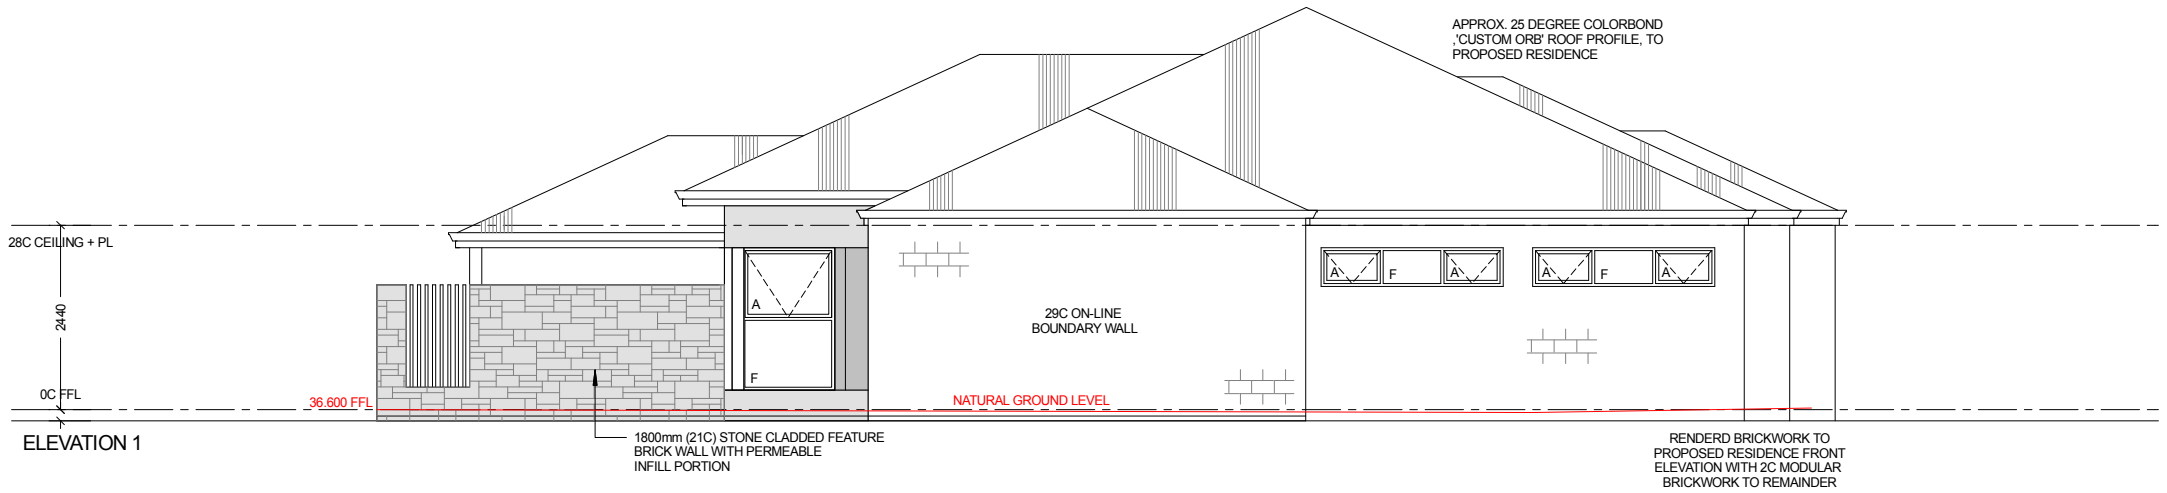 APPROX. 25 DEGREE COLORBOND
,'CUSTOM ORB' ROOF PROFILE, TO
PROPOSED RESIDENCE
28C CEILING + PL
2440
0C FFL
36.600 FFL
A
F
29C ON-LINE
BOUNDARY WALL
NATURAL GROUND LEVEL
A F A
A F A
ELEVATION 1
1800mm (21C) STONE CLADDED FEATURE
BRICK WALL WITH PERMEABLE
INFILL PORTION
RENDERD BRICKWORK TO
PROPOSED RESIDENCE FRONT
ELEVATION WITH 2C MODULAR
BRICKWORK TO REMAINDER